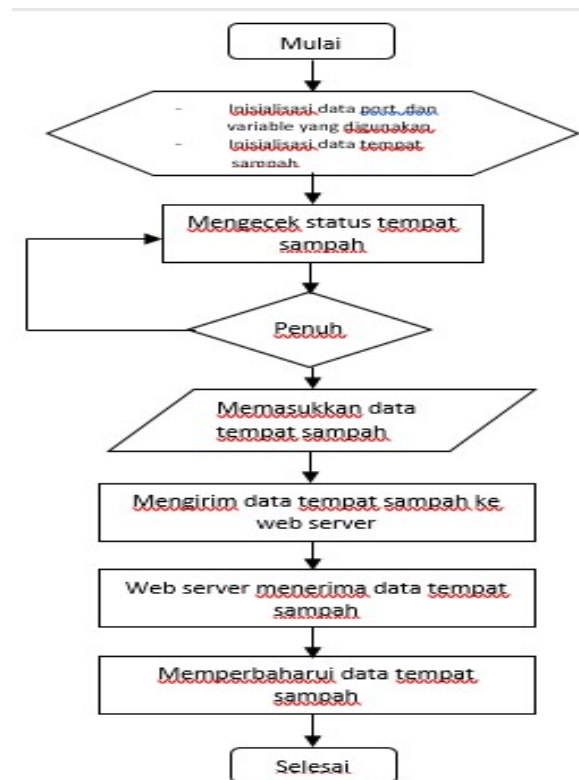 Mulai
- Inisialisasi data port dan
variable yang digunakan
- Inisialisasi data tempat
sampah
Mengecek status tempat
sampah
Penuh
Memasukkan data
tempat sampah
Mengirim data tempat sampah ke
web server
Web server menerima data tempat
sampah
Memperbaharui data tempat
sampah
Selesai